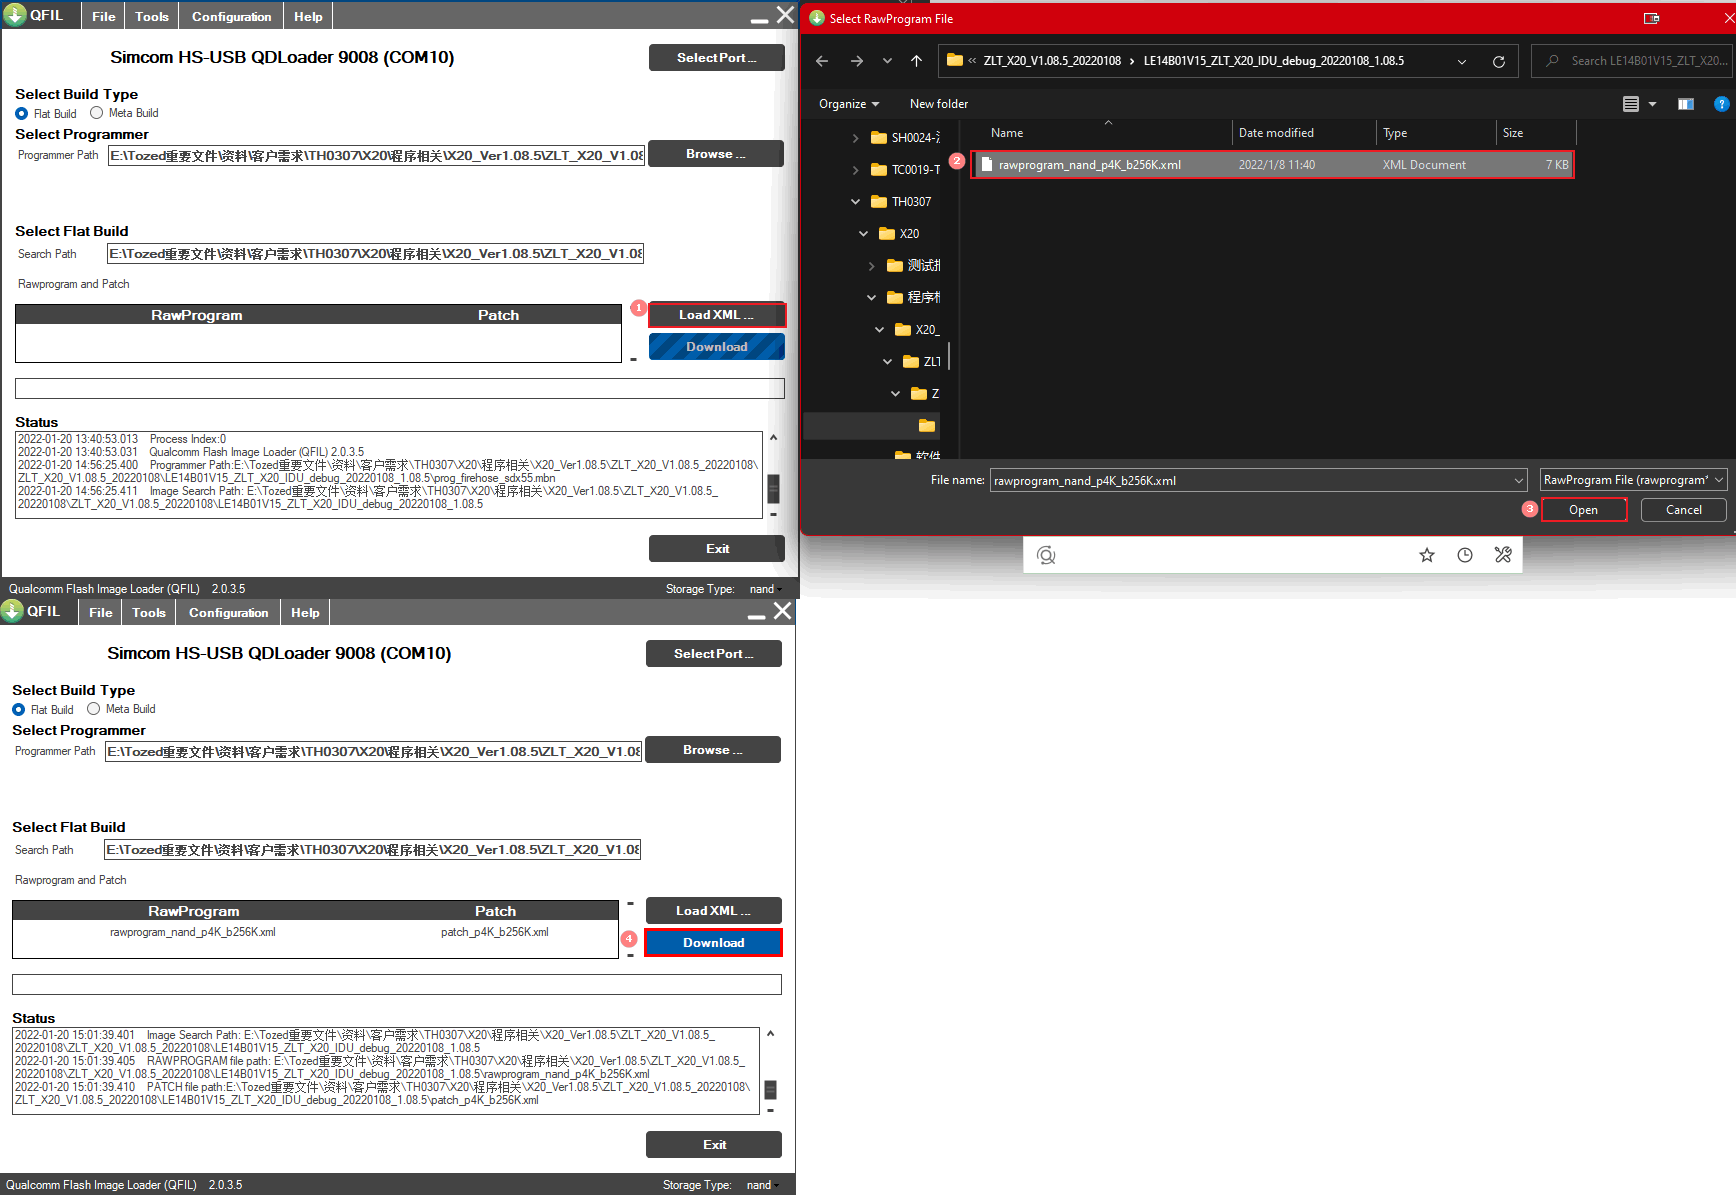 QFIL File Tools Configuration Help
Simcom HS-USB QDLoader 9008 (COM10)
Select Port ...
Select Build Type
Flat Build Meta Build
Select Programmer
Programmer Path E:\Tozed重要文件\资料\客户需求\TH0307\X20\程序相关\X20_Ver1.08.5\ZLT_X20_V1.08 Browse ...
Select Flat Build
Search Path E:\Tozed重要文件\资料\客户需求\TH0307\X20\程序相关\X20_Ver1.08.5\ZLT_X20_V1.08
Rawprogram and Patch
RawProgram Patch
1 Load XML ...
Download
Status
2022-01-20 13:40:53.013 Process Index:0
2022-01-20 13:40:53.031 Qualcomm Flash Image Loader (QFIL) 2.0.3.5
2022-01-20 14:56:25.400 Programmer Path:E:\Tozed重要文件\资料\客户需求\TH0307\X20\程序相关\X20_Ver1.08.5\ZLT_X20_V1.08.5_20220108\
ZLT_X20_V1.08.5_20220108\LE14B01V15_ZLT_X20_IDU_debug_20220108_1.08.5\prog_firehose_sdx55.mbn
2022-01-20 14:56:25.411 Image Search Path: E:\Tozed重要文件\资料\客户需求\TH0307\X20\程序相关\X20_Ver1.08.5\ZLT_X20_V1.08.5_
20220108\ZLT_X20_V1.08.5_20220108\LE14B01V15_ZLT_X20_IDU_debug_20220108_1.08.5
Exit
Qualcomm Flash Image Loader (QFIL) 2.0.3.5 Storage Type: nand
Select RawProgram File
« ZLT_X20_V1.08.5_20220108 › LE14B01V15_ZLT_X20_IDU_debug_20220108_1.08.5
Search LE14B01V15_ZLT_X20...
Organize New folder
Name Date modified Type Size
2 rawprogram_nand_p4K_b256K.xml 2022/1/8 11:40 XML Document 7 KB
SH0024-
TC0019-T
TH0307
X20
测试
程序
X20_
ZLT
Z
软件
File name: rawprogram_nand_p4K_b256K.xml RawProgram File (rawprogram*
3 Open Cancel
QFIL File Tools Configuration Help
Simcom HS-USB QDLoader 9008 (COM10)
Select Port ...
Select Build Type
Flat Build Meta Build
Select Programmer
Programmer Path E:\Tozed重要文件\资料\客户需求\TH0307\X20\程序相关\X20_Ver1.08.5\ZLT_X20_V1.08 Browse ...
Select Flat Build
Search Path E:\Tozed重要文件\资料\客户需求\TH0307\X20\程序相关\X20_Ver1.08.5\ZLT_X20_V1.08
Rawprogram and Patch
RawProgram Patch
Load XML ...
rawprogram_nand_p4K_b256K.xml patch_p4K_b256K.xml
4 Download
Status
2022-01-20 15:01:39.401 Image Search Path: E:\Tozed重要文件\资料\客户需求\TH0307\X20\程序相关\X20_Ver1.08.5\ZLT_X20_V1.08.5_
20220108\ZLT_X20_V1.08.5_20220108\LE14B01V15_ZLT_X20_IDU_debug_20220108_1.08.5
2022-01-20 15:01:39.405 RAWPROGRAM file path: E:\Tozed重要文件\资料\客户需求\TH0307\X20\程序相关\X20_Ver1.08.5\ZLT_X20_V1.08.5_
20220108\ZLT_X20_V1.08.5_20220108\LE14B01V15_ZLT_X20_IDU_debug_20220108_1.08.5\rawprogram_nand_p4K_b256K.xml
2022-01-20 15:01:39.410 PATCH file path:E:\Tozed重要文件\资料\客户需求\TH0307\X20\程序相关\X20_Ver1.08.5\ZLT_X20_V1.08.5_20220108\
ZLT_X20_V1.08.5_20220108\LE14B01V15_ZLT_X20_IDU_debug_20220108_1.08.5\patch_p4K_b256K.xml
Exit
Qualcomm Flash Image Loader (QFIL) 2.0.3.5 Storage Type: nand